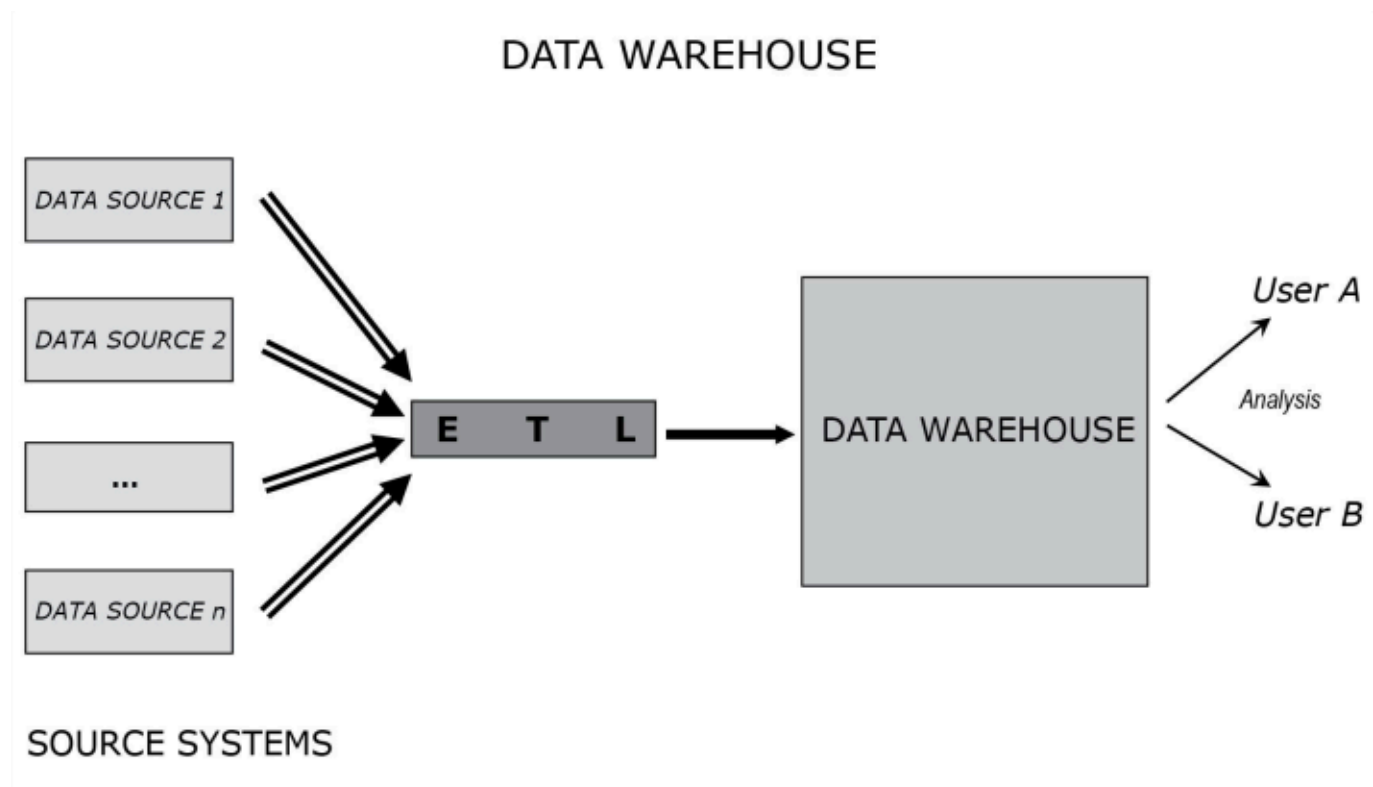 DATA WAREHOUSE
DATA SOURCE 1
DATA SOURCE 2
...
DATA SOURCE n
SOURCE SYSTEMS
E T L
DATA WAREHOUSE
User A
Analysis
User B